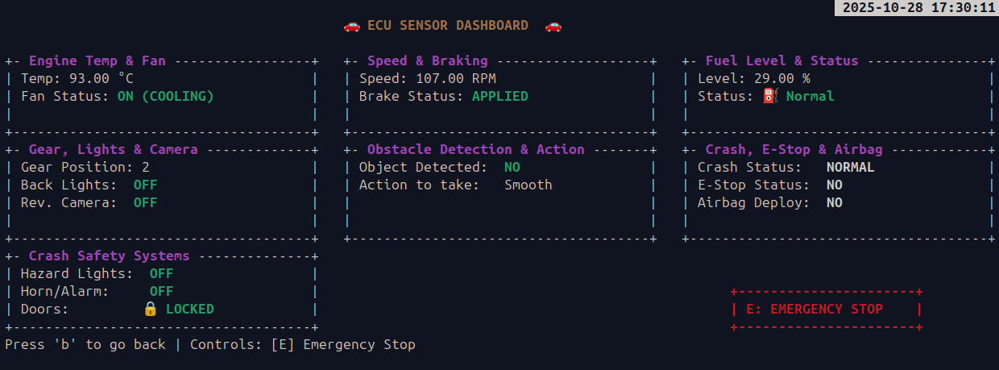 2025-10-28 17:30:11
🚗 ECU SENSOR DASHBOARD 🚗
+- Engine Temp & Fan -----------------+
| Temp: 93.00 °C |
| Fan Status: ON (COOLING) |
+- Speed & Braking -------------------+
| Speed: 107.00 RPM |
| Brake Status: APPLIED |
+- Fuel Level & Status ---------------+
| Level: 29.00 % |
| Status: ⛽ Normal |
+- Gear, Lights & Camera -------------+
| Gear Position: 2 |
| Back Lights: OFF |
| Rev. Camera: OFF |
+- Obstacle Detection & Action -------+
| Object Detected: NO |
| Action to take: Smooth |
+- Crash, E-Stop & Airbag ------------+
| Crash Status: NORMAL |
| E-Stop Status: NO |
| Airbag Deploy: NO |
+- Crash Safety Systems --------------+
| Hazard Lights: OFF |
| Horn/Alarm: OFF |
| Doors: 🔒 LOCKED |
+-------------------------------------+
| E: EMERGENCY STOP |
Press 'b' to go back | Controls: [E] Emergency Stop